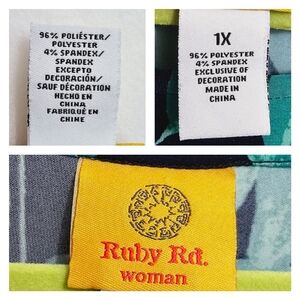 96% POLIÉSTER/
POLYESTER
4% SPANDEX/
SPANDEX
EXCEPTO
DECORACIÓN/
SAUF DÉCORATION
HECHO EN
CHINA
FABRIQUÉ EN
CHINE
1X
96% POLYESTER
4% SPANDEX
EXCLUSIVE OF
DECORATION
MADE IN
CHINA
Ruby Rd.
woman